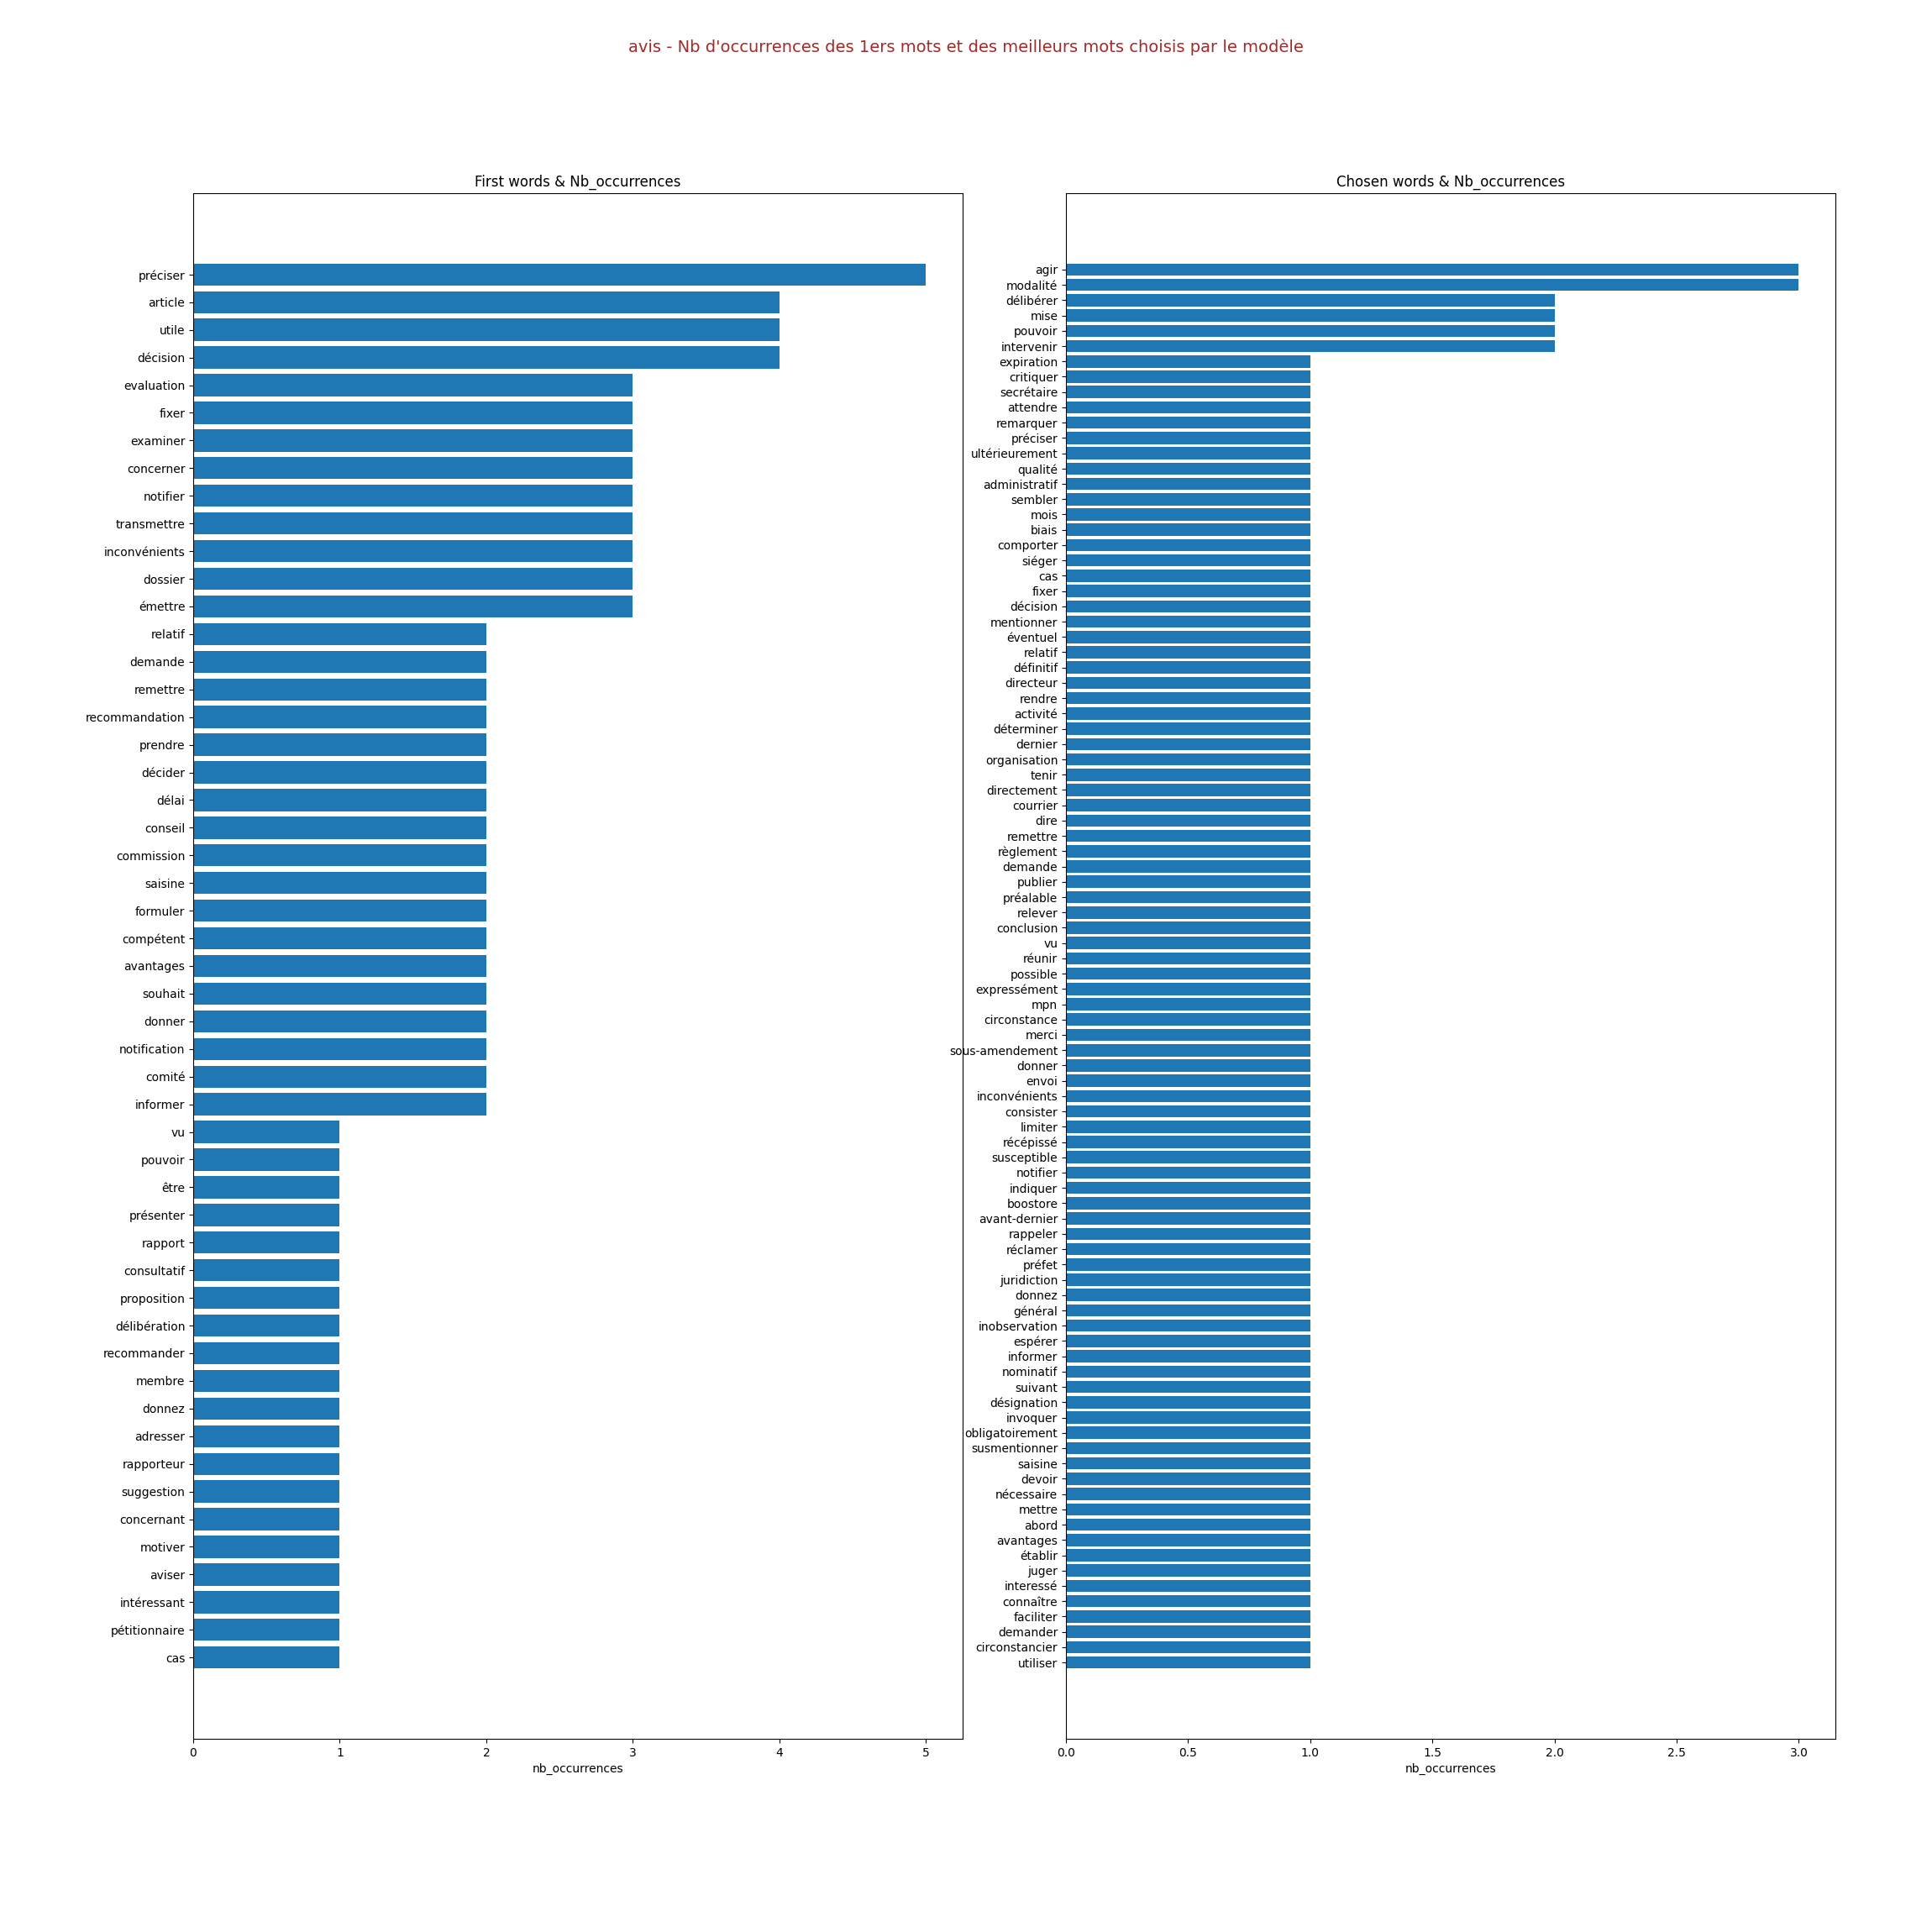 avis - Nb d'occurrences des 1ers mots et des meilleurs mots choisis par le modèle
First words & Nb_occurrences
préciser
article
utile
décision
evaluation
fixer
examiner
concerner
notifier
transmettre
inconvénients
dossier
émettre
relatif
demande
remettre
recommandation
prendre
décider
délai
conseil
commission
saisine
formuler
compétent
avantages
souhait
donner
notification
comité
informer
vu
pouvoir
être
présenter
rapport
consultatif
proposition
délibération
recommander
membre
donnez
adresser
rapporteur
suggestion
concernant
motiver
aviser
intéressant
pétitionnaire
cas
0 1 2 3 4 5
nb_occurrences
Chosen words & Nb_occurrences
agir
modalité
délibérer
mise
pouvoir
intervenir
expiration
critiquer
secrétaire
attendre
remarquer
préciser
ultérieurement
qualité
administratif
sembler
mois
biais
comporter
siéger
cas
fixer
décision
mentionner
éventuel
relatif
définitif
directeur
rendre
activité
déterminer
dernier
organisation
tenir
directement
courrier
dire
remettre
règlement
demande
publier
préalable
relever
conclusion
vu
réunir
possible
expressément
mpn
circonstance
merci
sous-amendement
donner
envoi
inconvénients
consister
limiter
récépissé
susceptible
notifier
indiquer
boostore
avant-dernier
rappeler
réclamer
préfet
juridiction
donnez
général
inobservation
espérer
informer
nominatif
suivant
désignation
invoquer
obligatoirement
susmentionner
saisine
devoir
nécessaire
mettre
abord
avantages
établir
juger
interessé
connaître
faciliter
demander
circonstancier
utiliser
0.0 0.5 1.0 1.5 2.0 2.5 3.0
nb_occurrences